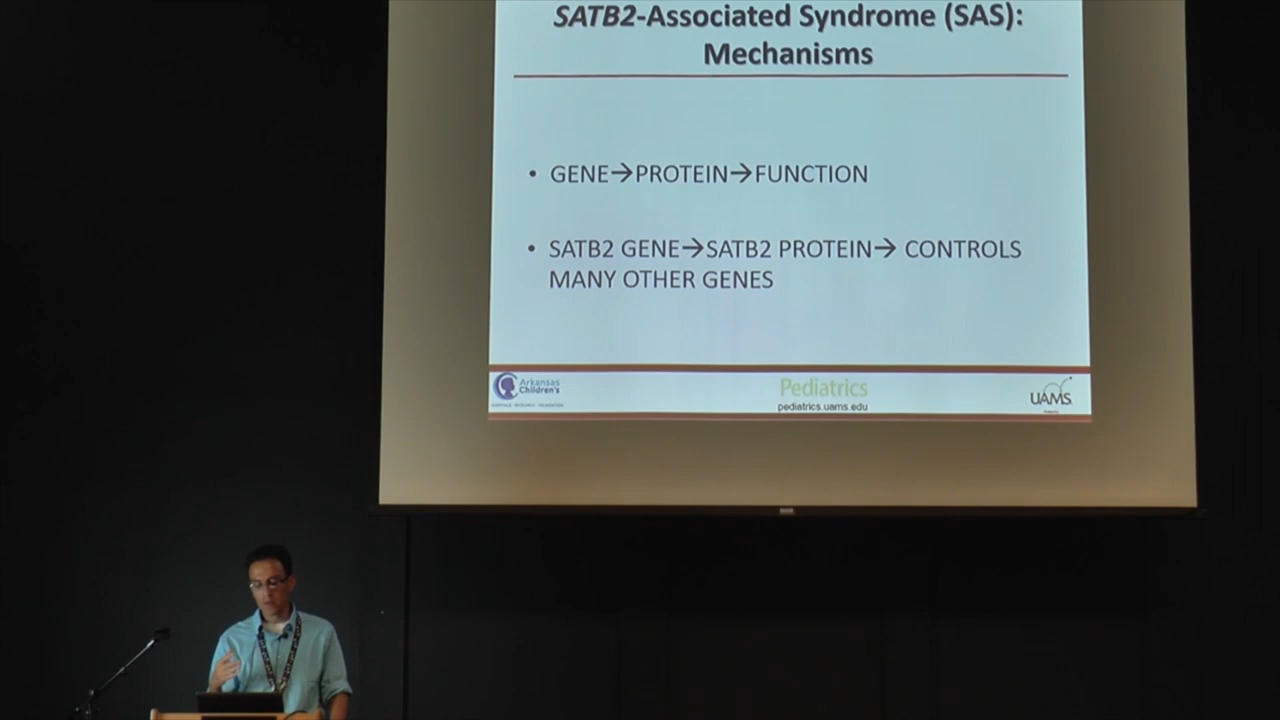 SATB2-Associated Syndrome (SAS):
Mechanisms
• GENE→PROTEIN→FUNCTION
• SATB2 GENE→SATB2 PROTEIN→ CONTROLS
MANY OTHER GENES
Arkansas
Children's
Pediatrics
pediatrics.uams.edu
UAMS